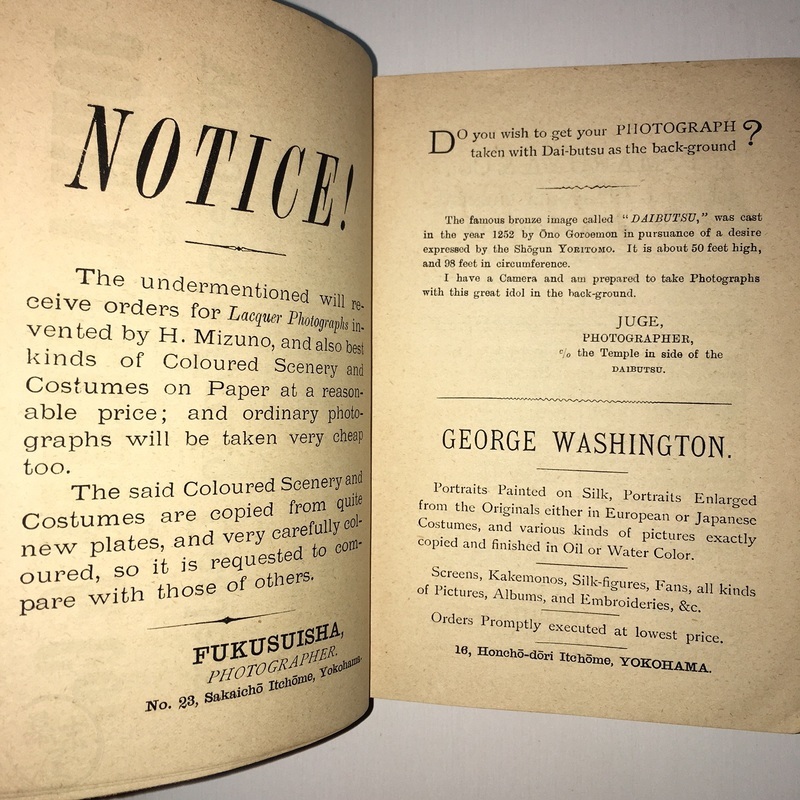 NOTICE!
The undermentioned will re-
ceive orders for Lacquer Photographs in-
vented by H. Mizuno, and also best
kinds of Coloured Scenery and
Costumes on Paper at a reason-
able price; and ordinary photo-
graphs will be taken very cheap
too.
The said Coloured Scenery and
Costumes are copied from quite
new plates, and very carefully col-
oured, so it is requested to com-
pare with those of others.
FUKUSUISHA,
PHOTOGRAPHER.
No. 23, Sakaichō Itchōme, Yokohama.
Do you wish to get your PHOTOGRAPH
taken with Dai-butsu as the back-ground ?
The famous bronze image called "DAIBUTSU," was cast
in the year 1252 by Ōno Goroemon in pursuance of a desire
expressed by the Shōgun YORITOMO. It is about 50 feet high,
and 98 feet in circumference.
I have a Camera and am prepared to take Photographs
with this great idol in the back-ground.
JUGE,
PHOTOGRAPHER,
c/o the Temple in side of the
DAIBUTSU.
GEORGE WASHINGTON.
Portraits Painted on Silk, Portraits Enlarged
from the Originals either in European or Japanese
Costumes, and various kinds of pictures exactly
copied and finished in Oil or Water Color.
Screens, Kakemonos, Silk-figures, Fans, all kinds
of Pictures, Albums, and Embroideries, &c.
Orders Promptly executed at lowest price.
16, Honchō-dōri Itchōme, YOKOHAMA.